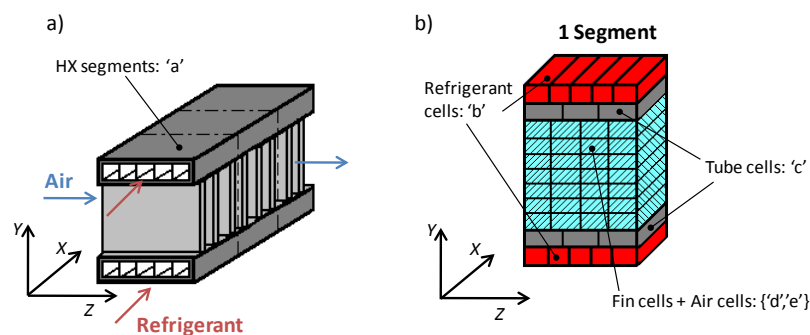 a)
HX segments: 'a'
Air
Y
X
Z
Refrigerant
b)
1 Segment
Refrigerant
cells: 'b'
Tube cells: 'c'
Y
X
Z
Fin cells + Air cells: {'d','e'}